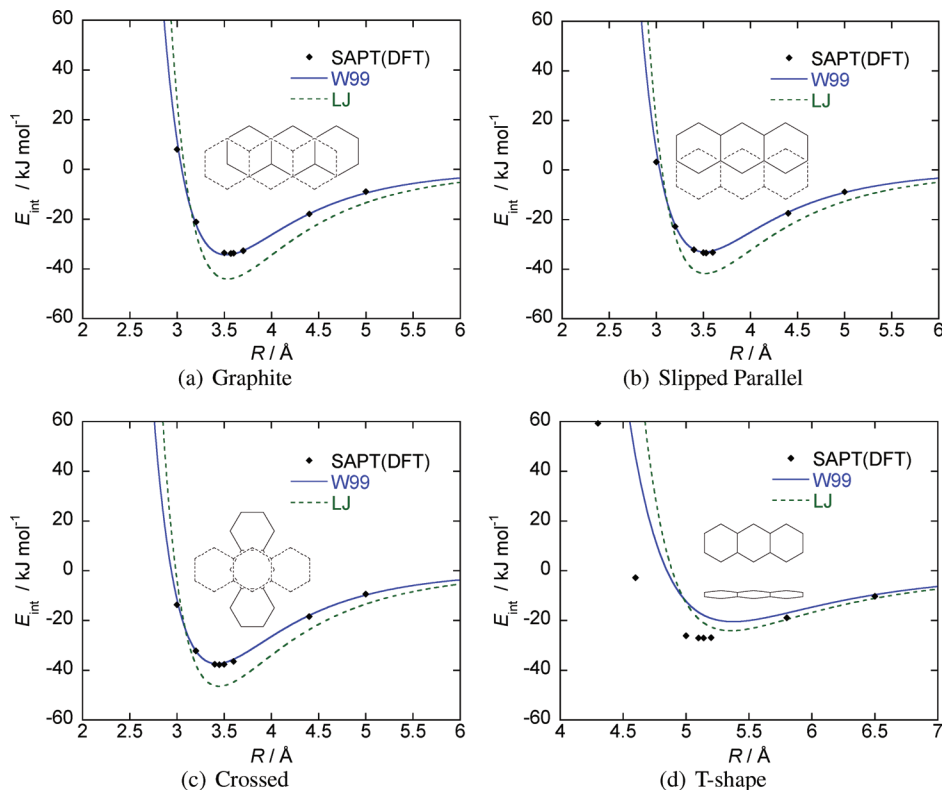 60
40
20
0
-20
-40
-60
E_int / kJ mol⁻¹
SAPT(DFT)
W99
LJ
2 2.5 3 3.5 4 4.5 5 5.5 6
R / Å
(a) Graphite
60
40
20
0
-20
-40
-60
E_int / kJ mol⁻¹
SAPT(DFT)
W99
LJ
2 2.5 3 3.5 4 4.5 5 5.5 6
R / Å
(b) Slipped Parallel
60
40
20
0
-20
-40
-60
E_int / kJ mol⁻¹
SAPT(DFT)
W99
LJ
2 2.5 3 3.5 4 4.5 5 5.5 6
R / Å
(c) Crossed
60
40
20
0
-20
-40
-60
E_int / kJ mol⁻¹
SAPT(DFT)
W99
LJ
4 4.5 5 5.5 6 6.5 7
R / Å
(d) T-shape